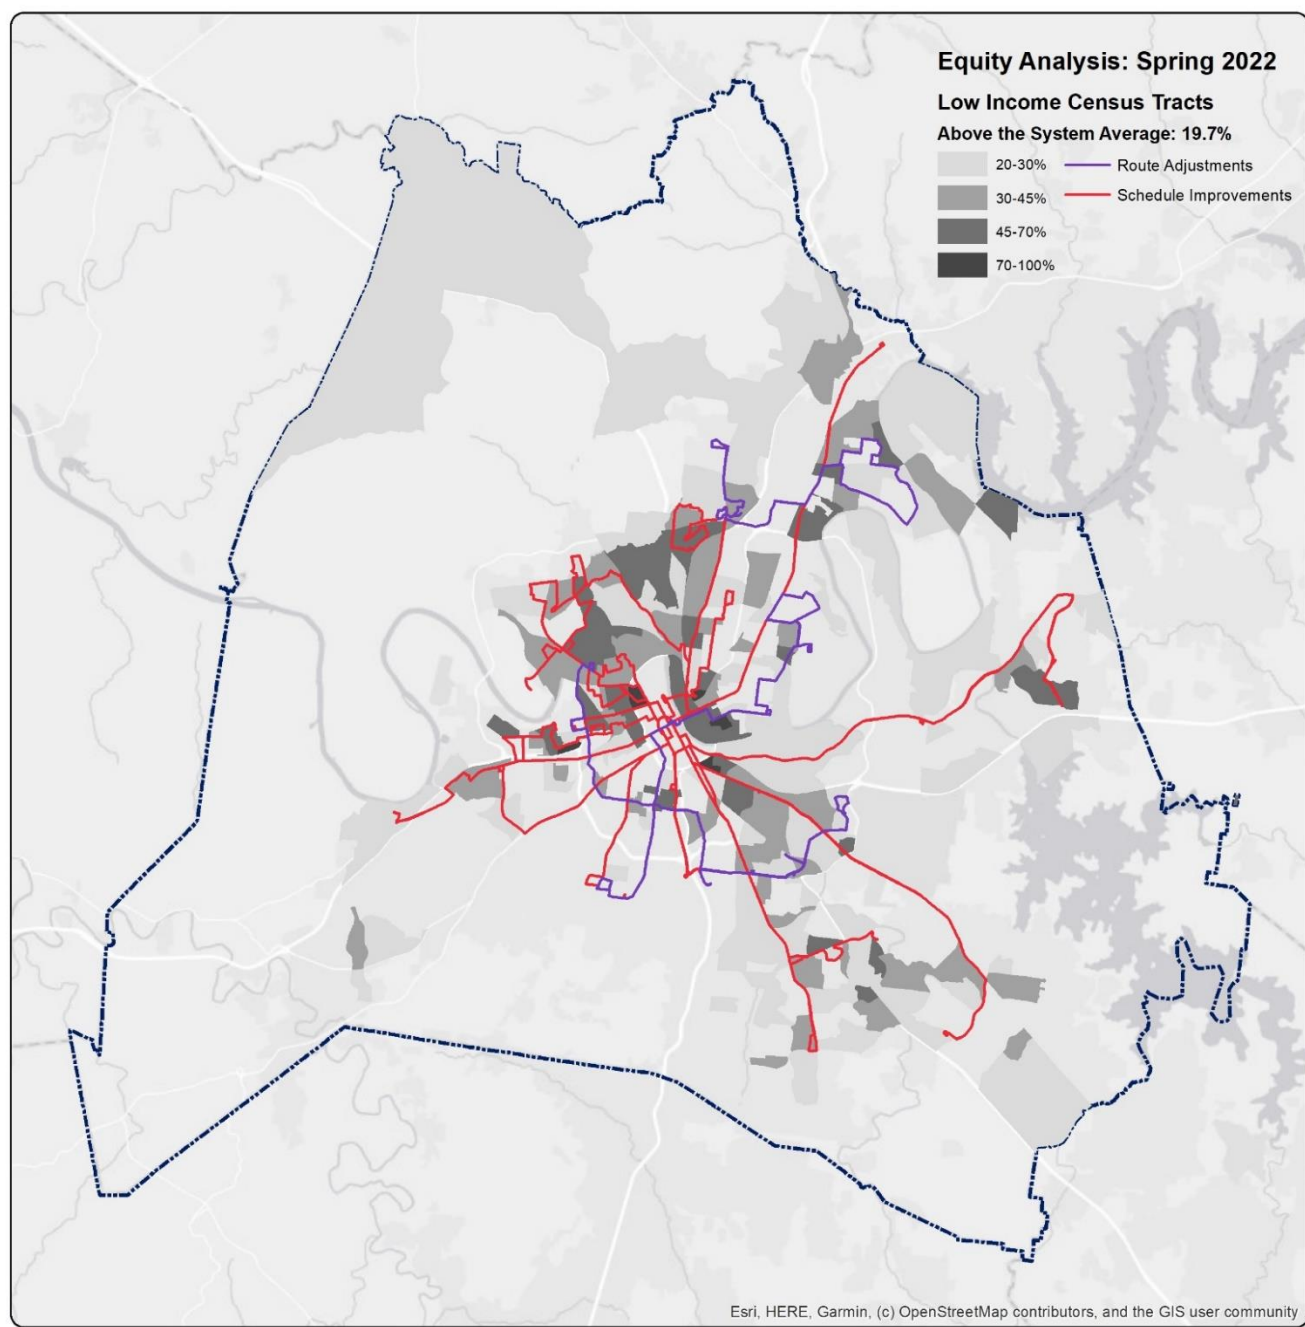 Equity Analysis: Spring 2022
Low Income Census Tracts
Above the System Average: 19.7%
20-30%
Route Adjustments
30-45%
Schedule Improvements
45-70%
70-100%
Esri, HERE, Garmin, (c) OpenStreetMap contributors, and the GIS user community